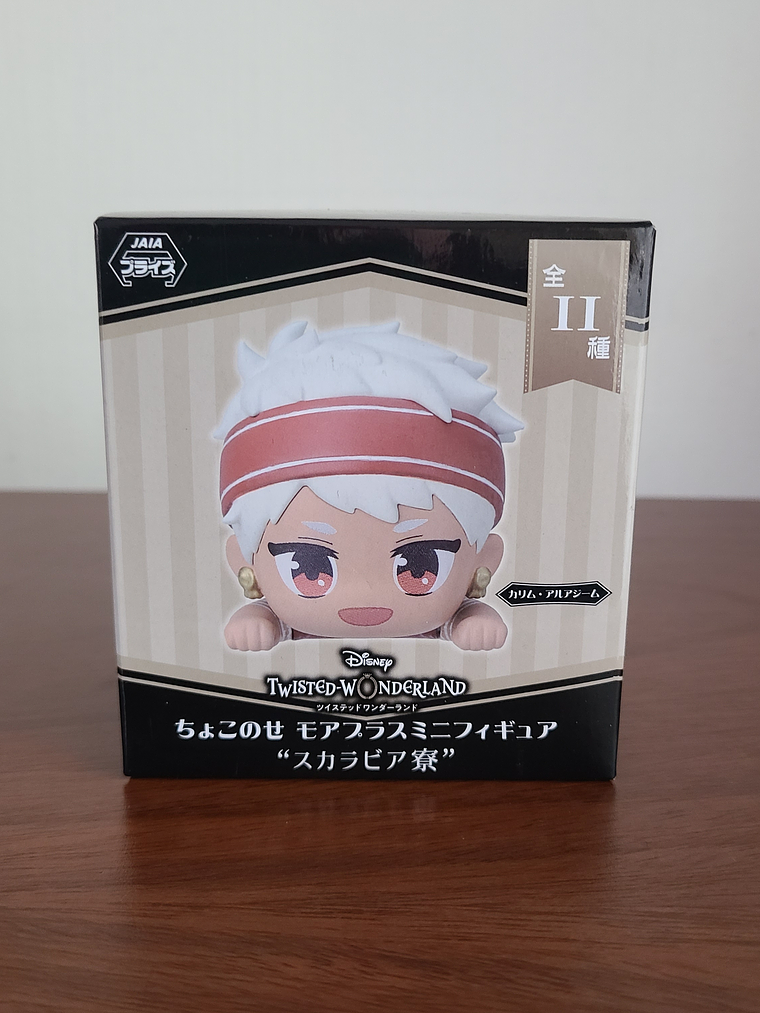 JAIA
プライズ
全
11
種
カリム・アルアジーム
Disney
TWISTED-WONDERLAND
ツイステッドワンダーランド
ちょこのせ モアプラスミニフィギュア
“スカラビア寮”